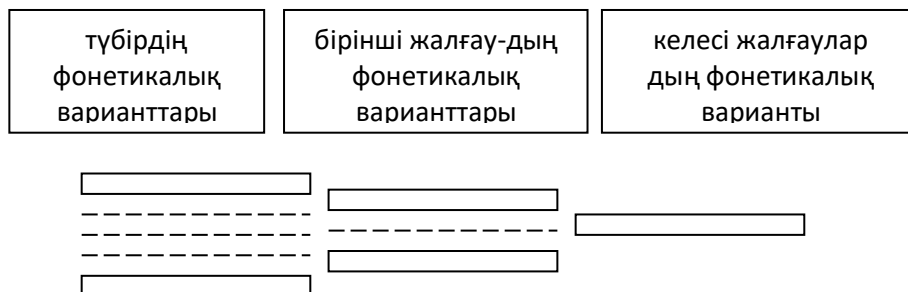 түбірдің
фонетикалық
варианттары
бірінші жалғау-дың
фонетикалық
варианттары
келесі жалғаулар
дың фонетикалық
варианты